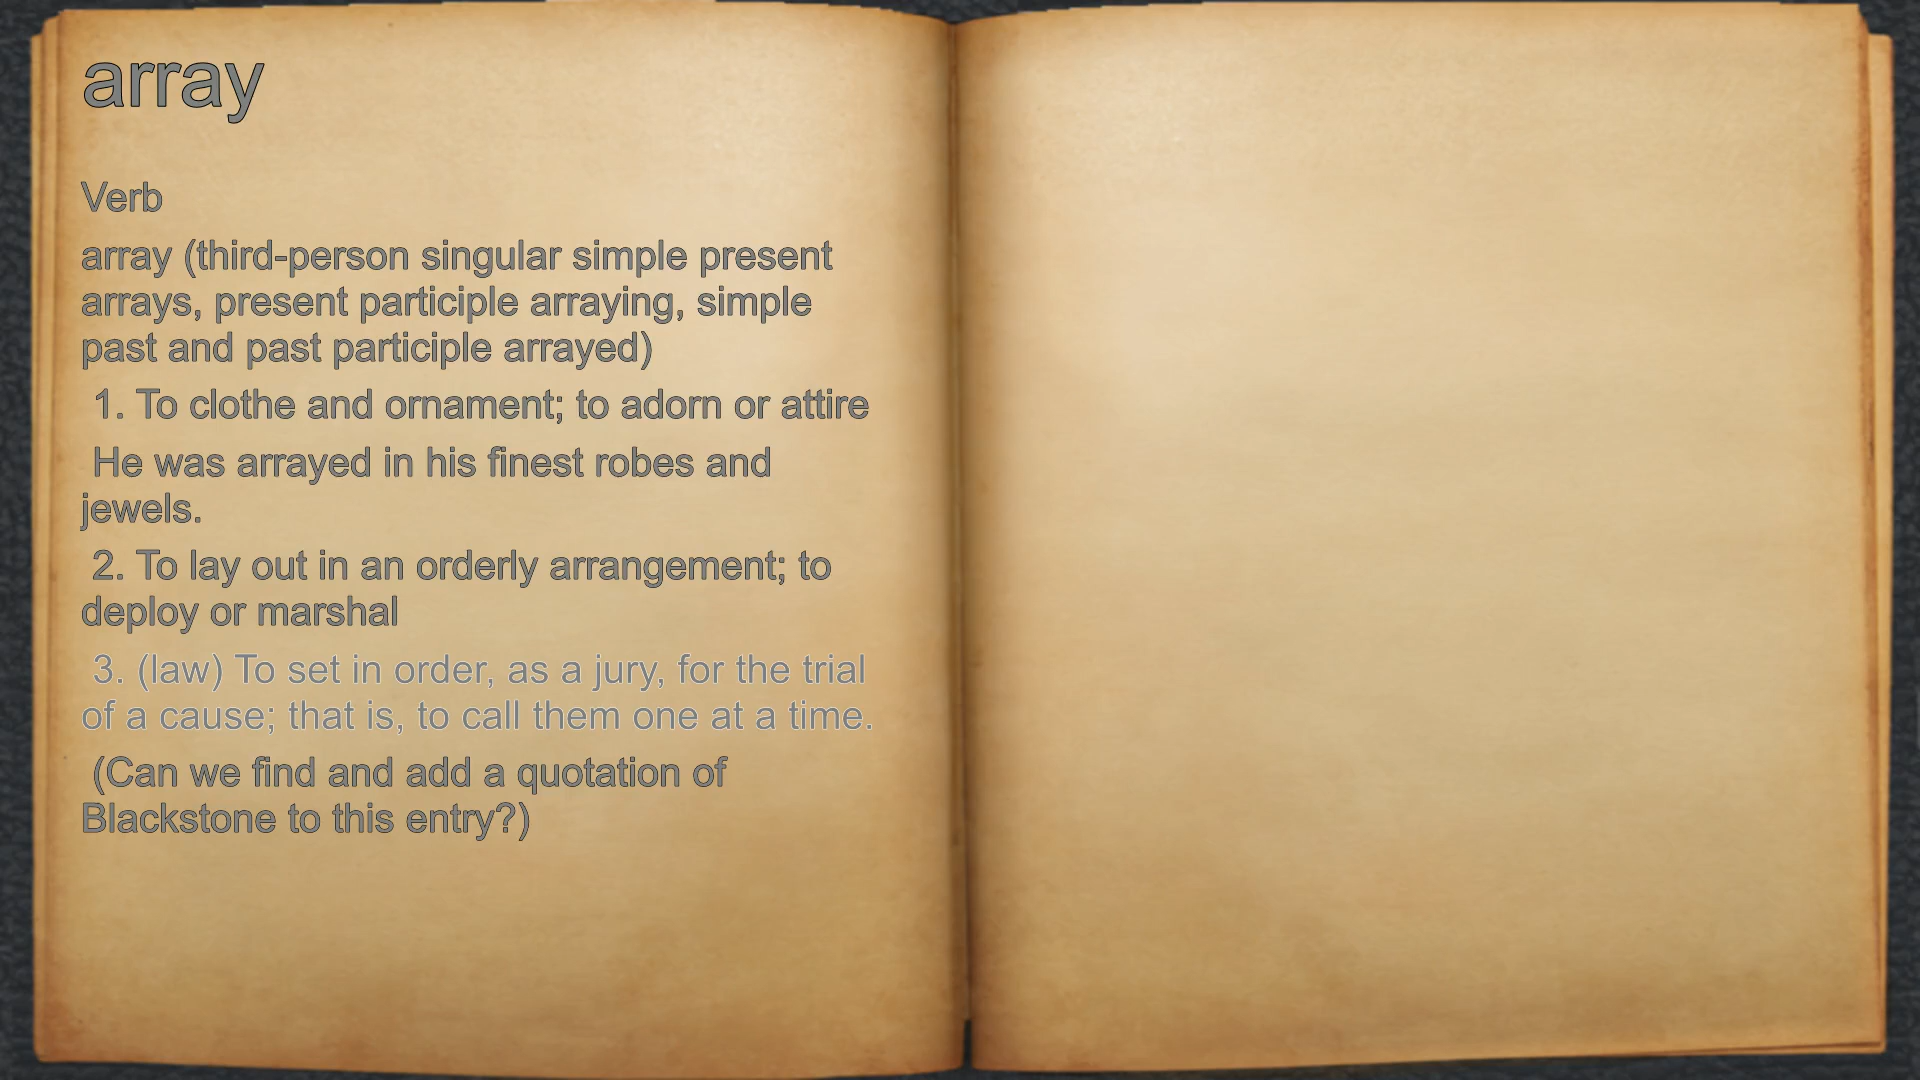 array
Verb
array (third-person singular simple present
arrays, present participle arraying, simple
past and past participle arrayed)
1. To clothe and ornament; to adorn or attire
He was arrayed in his finest robes and
jewels.
2. To lay out in an orderly arrangement; to
deploy or marshal
3. (law) To set in order, as a jury, for the trial
of a cause; that is, to call them one at a time.
(Can we find and add a quotation of
Blackstone to this entry?)